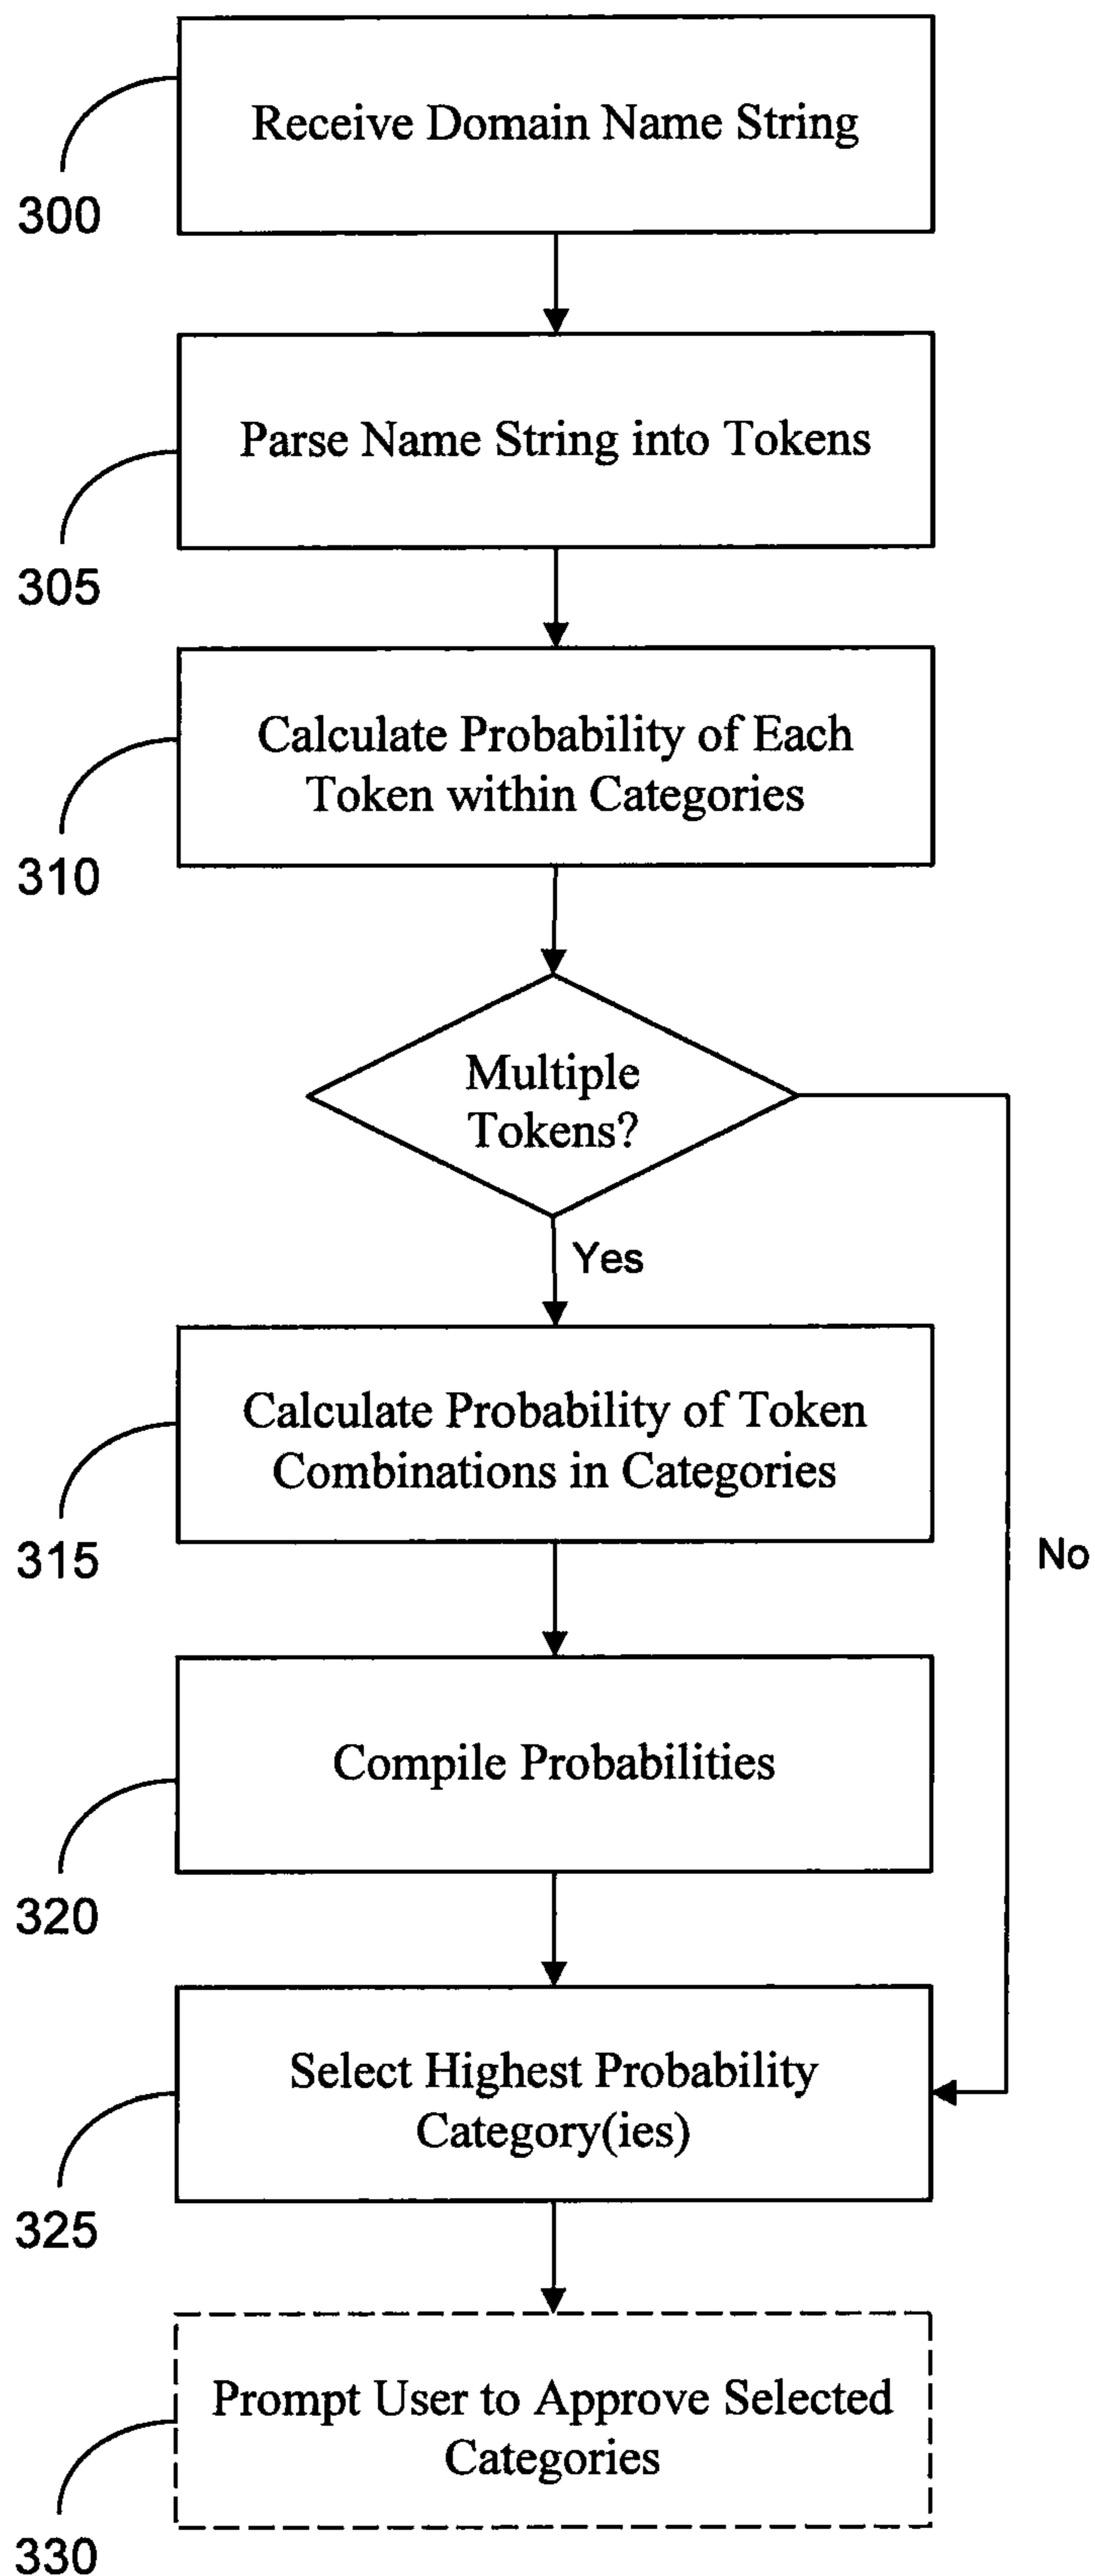 Receive Domain Name String
300
Parse Name String into Tokens
305
Calculate Probability of Each
Token within Categories
310
Multiple
Tokens?
Yes
Calculate Probability of Token
Combinations in Categories
315
No
Compile Probabilities
320
Select Highest Probability
Category(ies)
325
Prompt User to Approve Selected
Categories
330